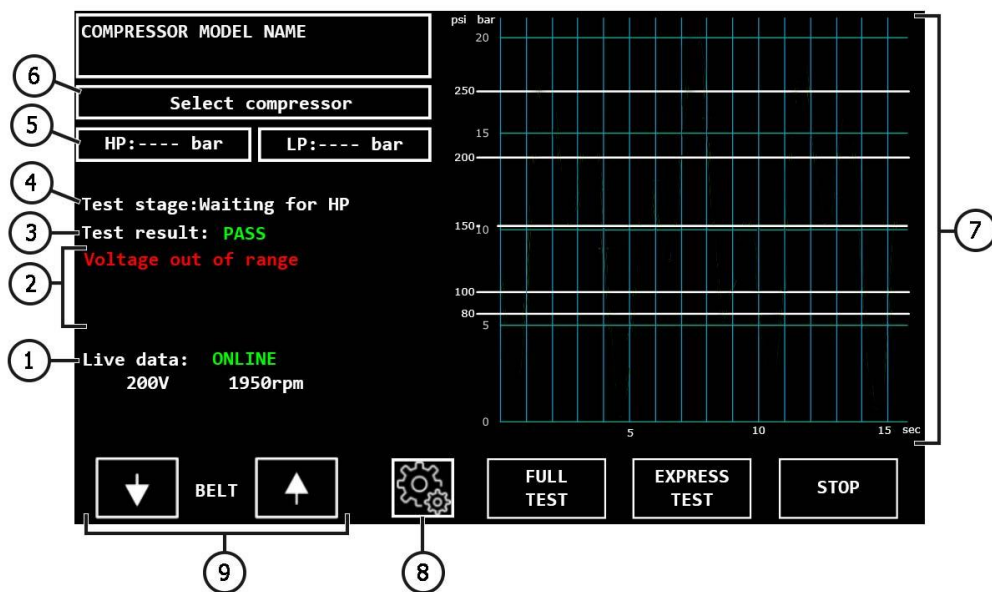 COMPRESSOR MODEL NAME
6
Select compressor
5
HP:---- bar
LP:---- bar
4
Test stage:Waiting for HP
3
Test result: PASS
2
Voltage out of range
1
Live data: ONLINE
200V 1950rpm
BELT
9
8
FULL
TEST
EXPRESS
TEST
STOP
psi bar
20
250
15
200
150
10
100
80
5
0
5 10 15 sec
7